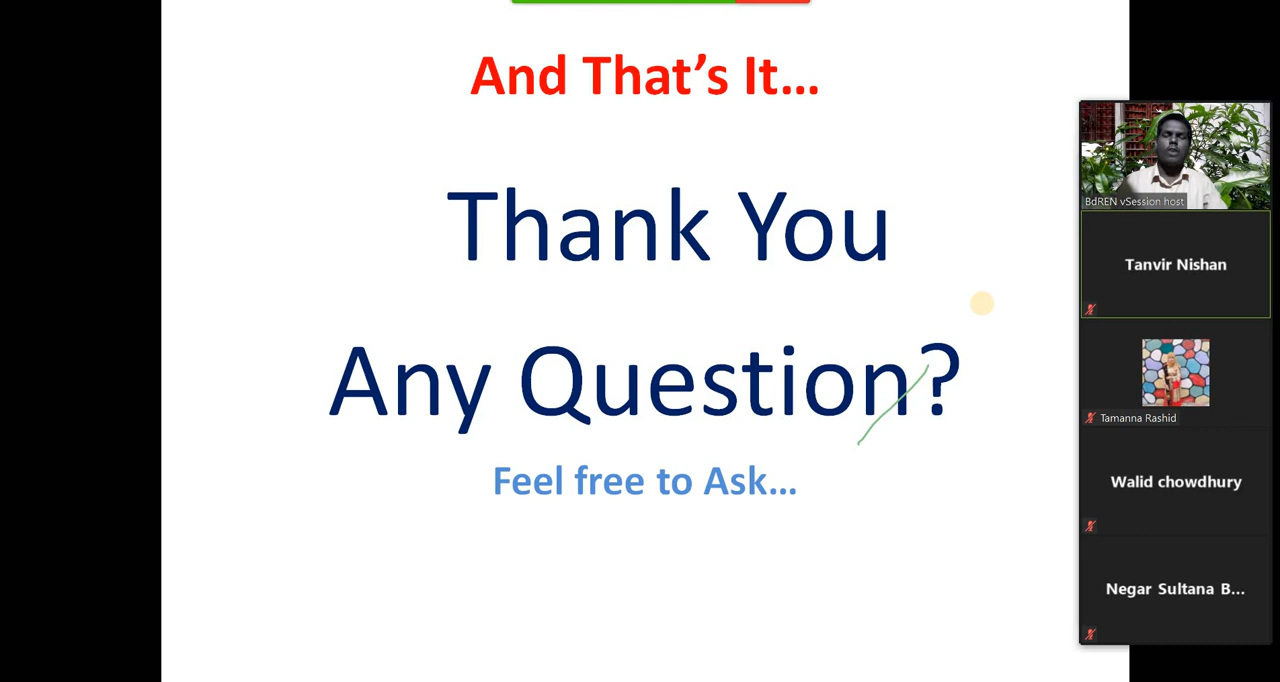 And That's It...
Thank You
Any Question?
Feel free to Ask...
BdREN vSession host
Tanvir Nishan
Tamanna Rashid
Walid chowdhury
Negar Sultana B...